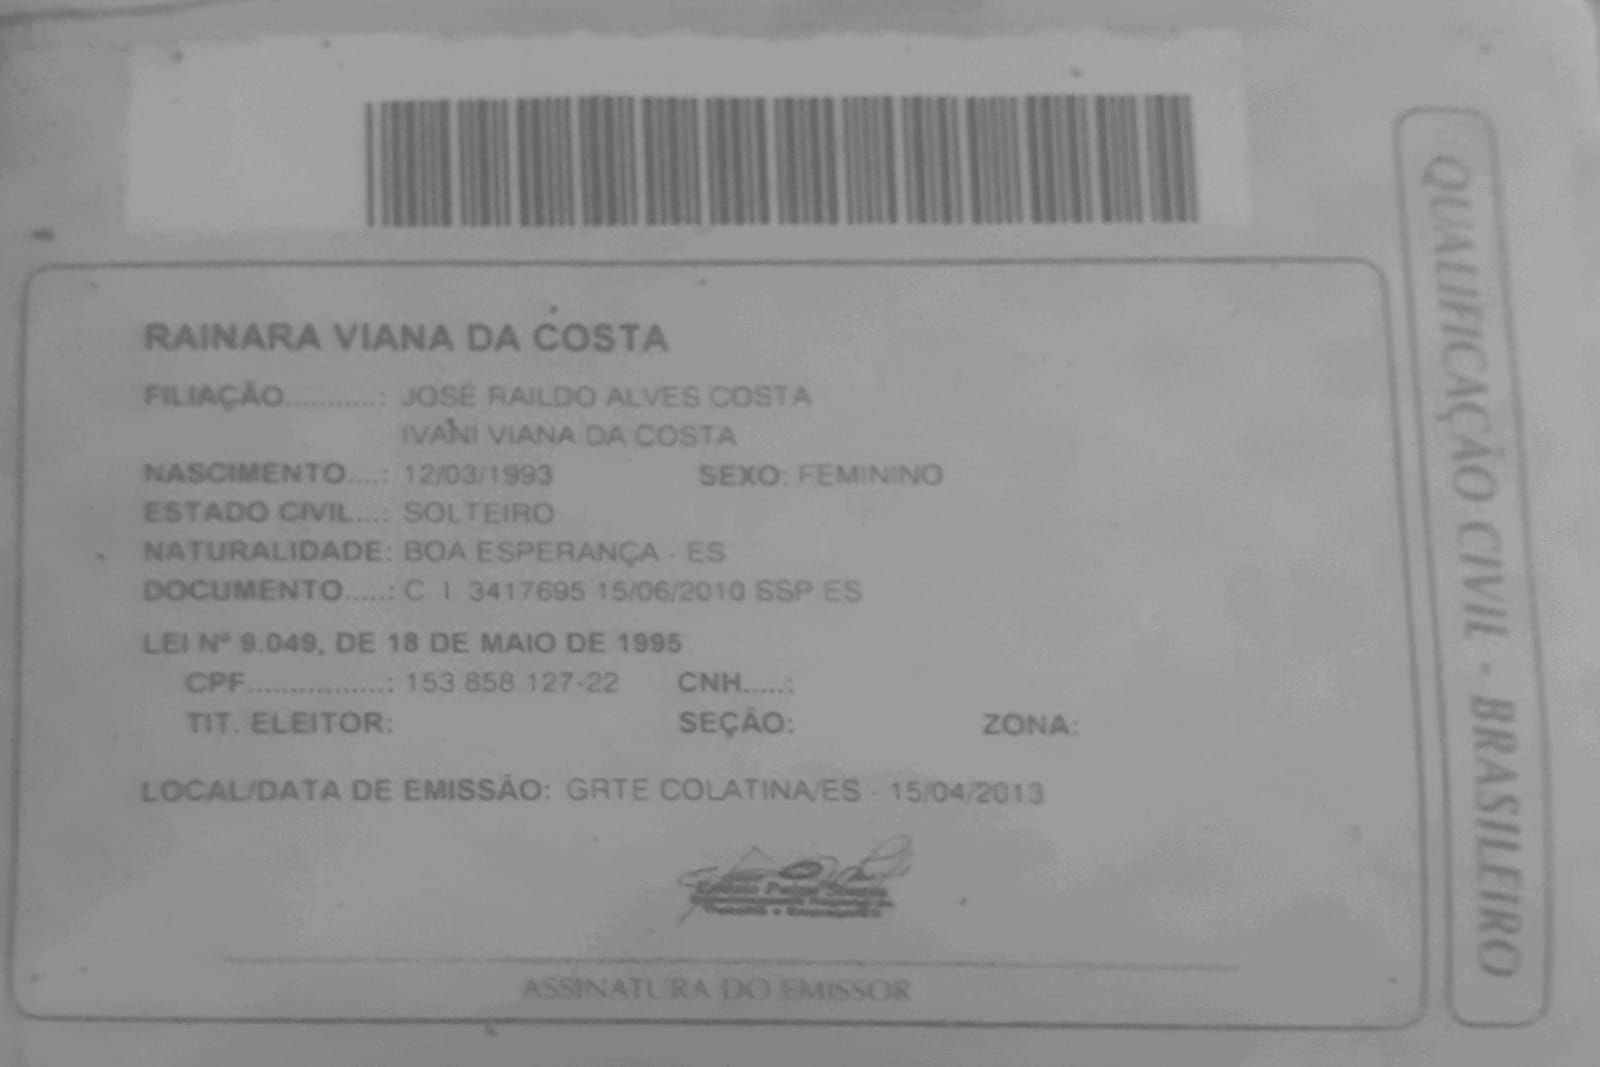 RAINARA VIANA DA COSTA
FILIAÇÃO...........: JOSÉ RAILDO ALVES COSTA
IVANI VIANA DA COSTA
NASCIMENTO....: 12/03/1993 SEXO: FEMININO
ESTADO CIVIL....: SOLTEIRO
NATURALIDADE: BOA ESPERANÇA - ES
DOCUMENTO.....: C I 3417695 15/06/2010 SSP ES
LEI Nº 9.049, DE 18 DE MAIO DE 1995
CPF................: 153 858 127-22 CNH.....:
TIT. ELEITOR: SEÇÃO: ZONA:
LOCAL/DATA DE EMISSÃO: GRTE COLATINA/ES - 15/04/2013
ASSINATURA DO EMISSOR
QUALIFICAÇÃO CIVIL - BRASILEIRO